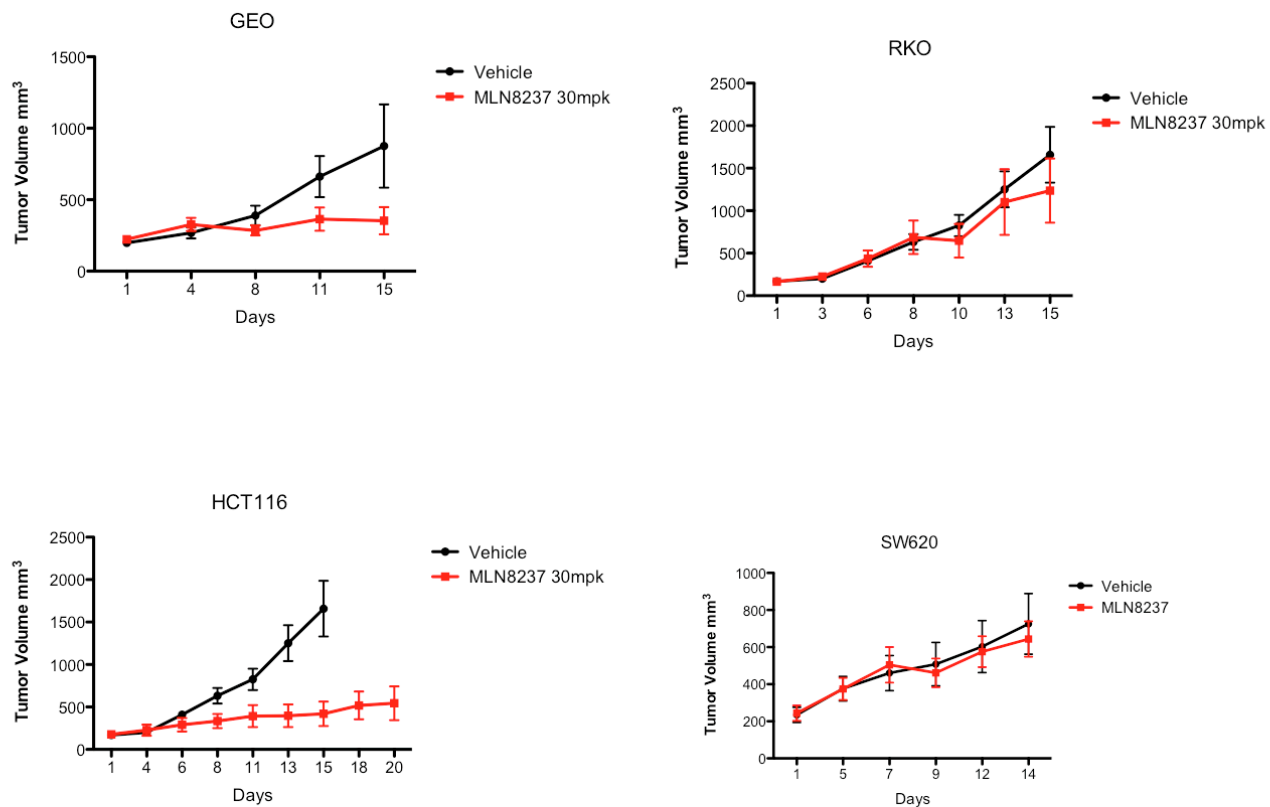 GEO
Tumor Volume mm³
1500
1000
500
0
1 4 8 11 15
Days
Vehicle
MLN8237 30mpk
RKO
Tumor Volume mm³
2500
2000
1500
1000
500
0
1 3 6 8 10 13 15
Days
Vehicle
MLN8237 30mpk
HCT116
Tumor Volume mm³
2500
2000
1500
1000
500
0
1 4 6 8 11 13 15 18 20
Days
Vehicle
MLN8237 30mpk
SW620
Tumor Volume mm³
1000
800
600
400
200
0
1 5 7 9 12 14
Days
Vehicle
MLN8237